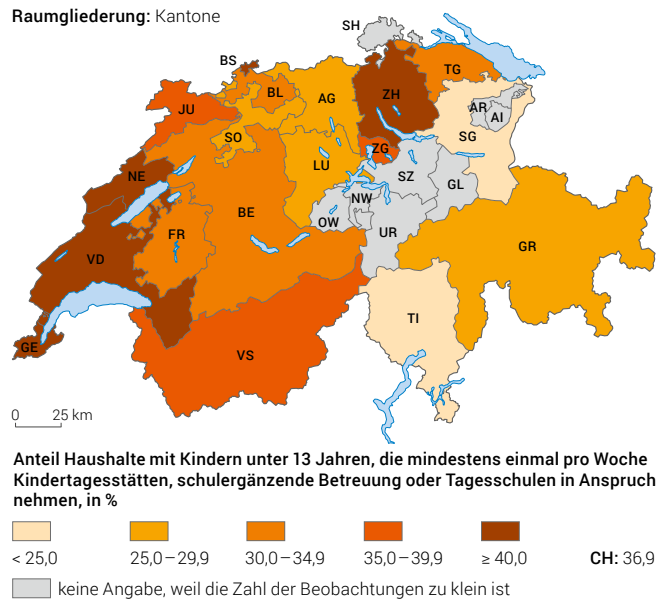 Raumgliederung: Kantone
SH
BS
TG
BL
AG
ZH
JU
AR
AI
SO
SG
ZG
LU
NE
SZ
GL
NW
BE
OW
FR
UR
GR
VD
TI
GE
VS
0 25 km
Anteil Haushalte mit Kindern unter 13 Jahren, die mindestens einmal pro Woche
Kindertagesstätten, schulergänzende Betreuung oder Tagesschulen in Anspruch
nehmen, in %
< 25,0 25,0–29,9 30,0–34,9 35,0–39,9 ≥ 40,0 CH: 36,9
keine Angabe, weil die Zahl der Beobachtungen zu klein ist